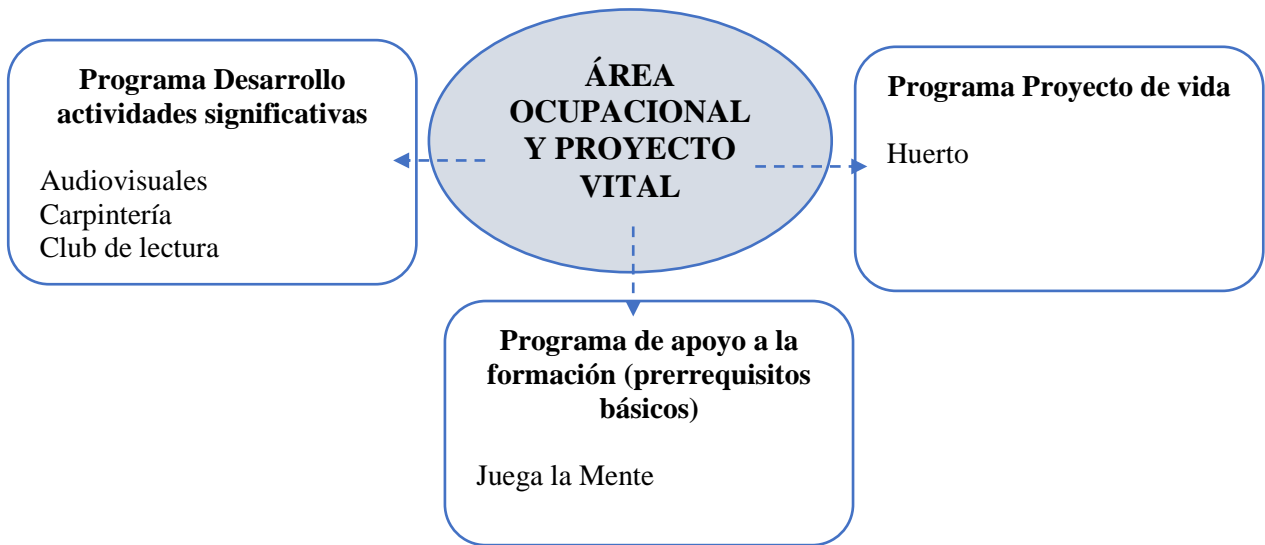 ÁREA
OCUPACIONAL
Y PROYECTO
VITAL
Programa Desarrollo
actividades significativas
Audiovisuales
Carpintería
Club de lectura
Programa Proyecto de vida
Huerto
Programa de apoyo a la
formación (prerrequisitos
básicos)
Juega la Mente